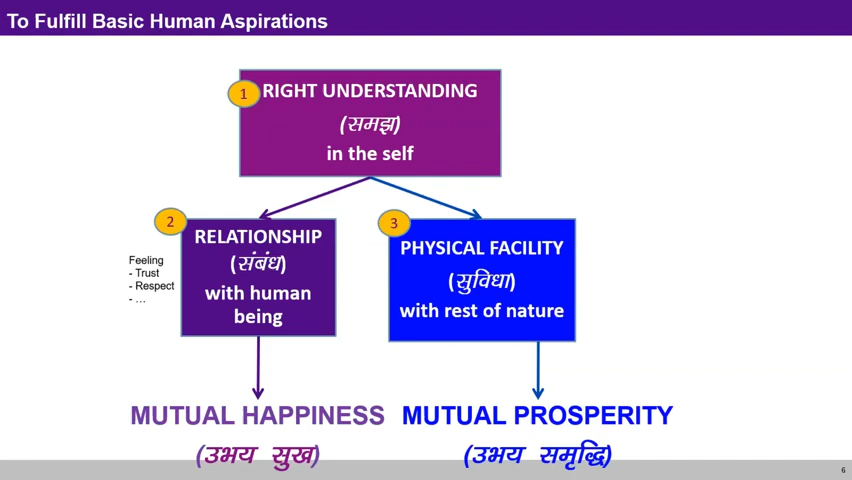 To Fulfill Basic Human Aspirations
1
RIGHT UNDERSTANDING
(समझ)
in the self
2
RELATIONSHIP
(संबंध)
with human
being
Feeling
- Trust
- Respect
- ...
3
PHYSICAL FACILITY
(सुविधा)
with rest of nature
MUTUAL HAPPINESS
(उभय सुख)
MUTUAL PROSPERITY
(उभय समृद्धि)
6